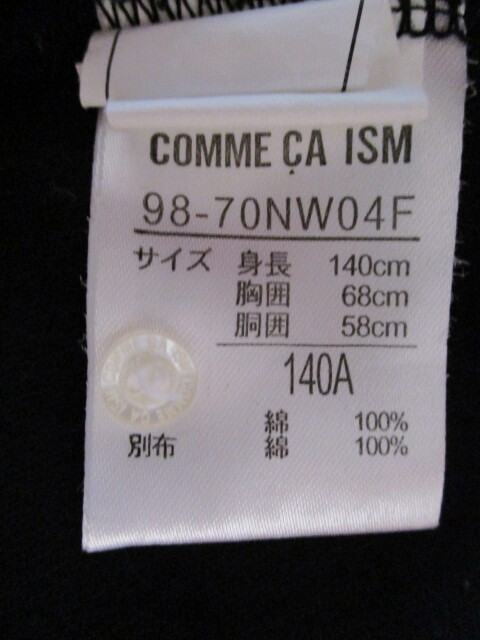 COMME ÇA ISM
98-70NW04F
サイズ 身長 140cm
胸囲 68cm
胴囲 58cm
140A
綿 100%
別布 綿 100%